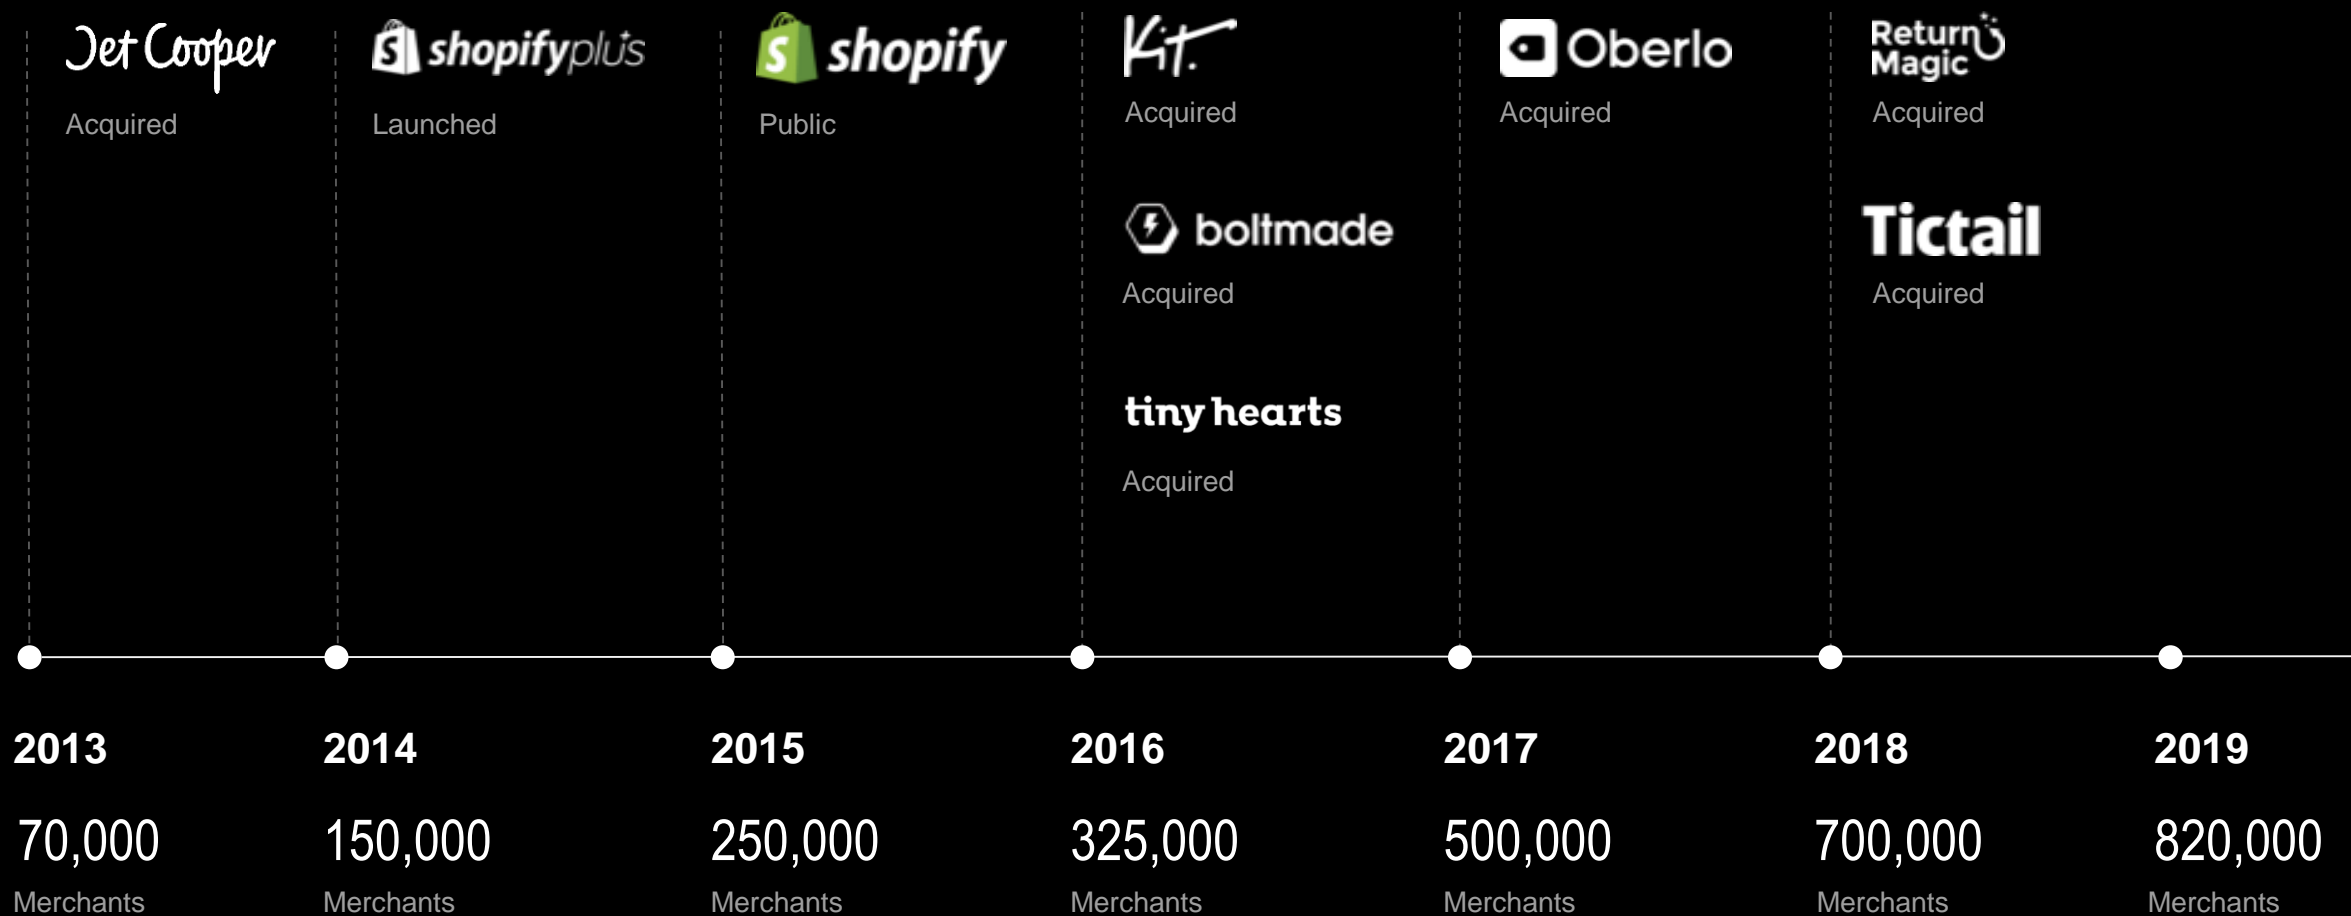 Jet Cooper
Acquired
shopifyplus
Launched
shopify
Public
Kit.
Acquired
boltmade
Acquired
tiny hearts
Acquired
Oberlo
Acquired
Return
Magic
Acquired
Tictail
Acquired
2013
70,000
Merchants
2014
150,000
Merchants
2015
250,000
Merchants
2016
325,000
Merchants
2017
500,000
Merchants
2018
700,000
Merchants
2019
820,000
Merchants